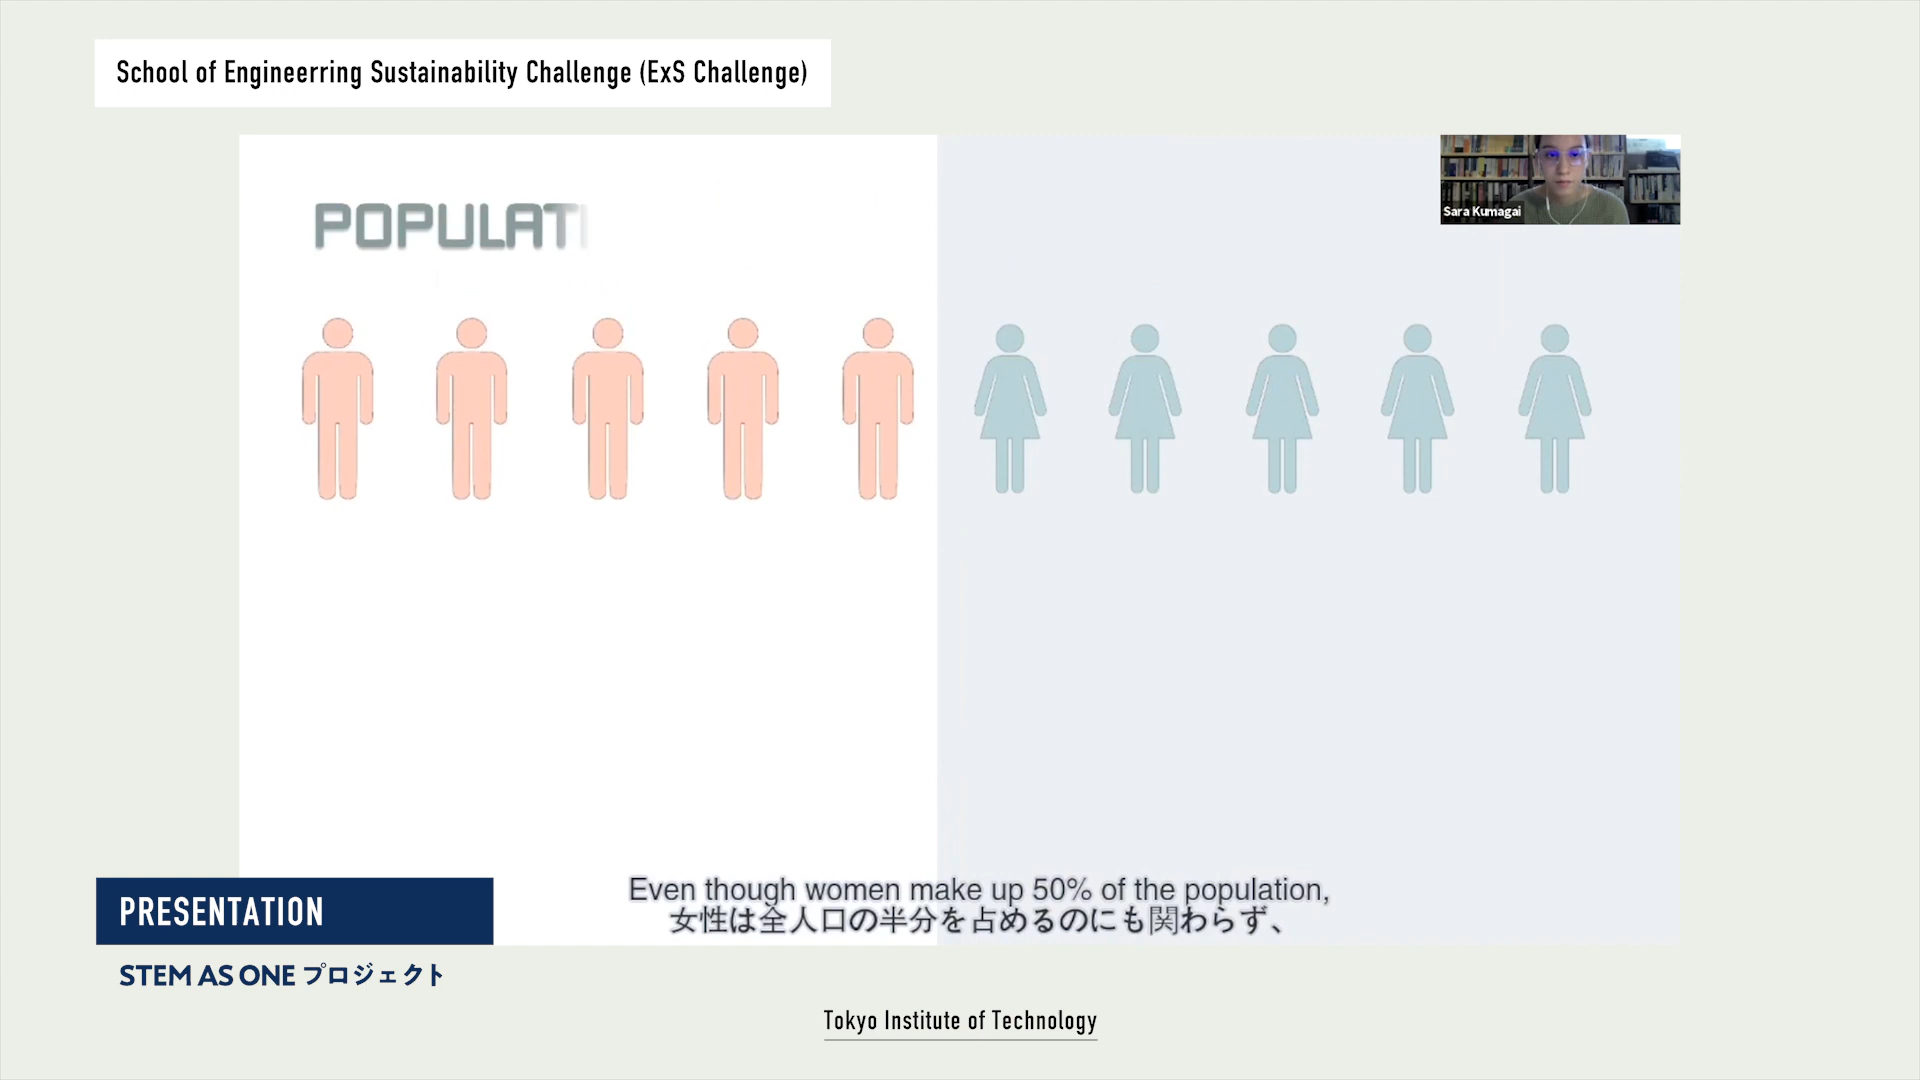 School of Engineerring Sustainability Challenge (ExS Challenge)
POPULATI
Sara Kumagai
Even though women make up 50% of the population,
女性は全人口の半分を占めるのにも関わらず、
PRESENTATION
STEM AS ONE プロジェクト
Tokyo Institute of Technology